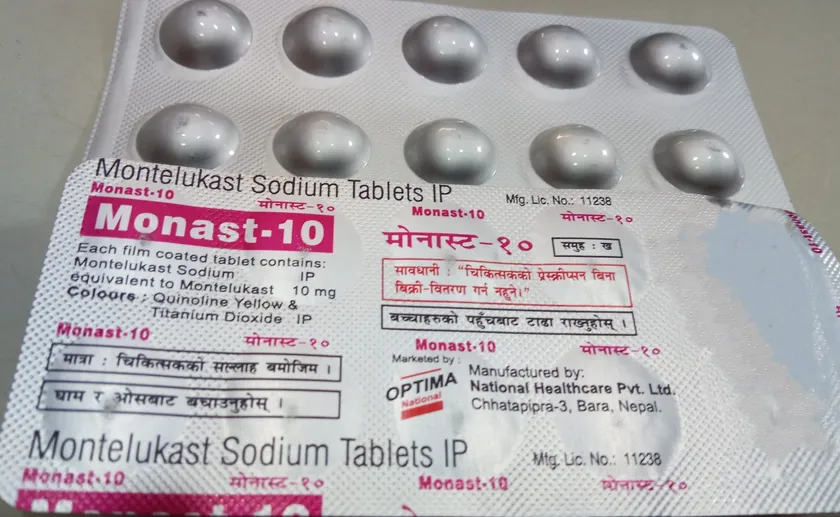 Montelukast Sodium Tablets IP
Mfg. Lic. No.: 11238
Monast-10 मोनास्ट-१० Monast-10 मोनास्ट-१० Monast-10
Monast-10
मोनास्ट-१०
समुह : ख
Each film coated tablet contains:
Montelukast Sodium IP
equivalent to Montelukast 10 mg
Colours : Quinoline Yellow &
Titanium Dioxide IP
सावधानी : “चिकित्सकको प्रेस्क्रीप्सन बिना
बिक्री-वितरण गर्न नहुने।”
बच्चाहरुको पहुँचबाट टाढा राख्नुहोस् ।
Monast-10 मोनास्ट-१० Monast-10 मोनास्ट-१०
मात्रा : चिकित्सकको सल्लाह बमोजिम ।
घाम र ओसबाट बचाउनुहोस् ।
Marketed by :
OPTIMA
National
Manufactured by:
National Healthcare Pvt. Ltd.
Chhatapipra-3, Bara, Nepal.
Montelukast Sodium Tablets IP
Mfg. Lic. No.: 11238
Monast-10 मोनास्ट-१० Monast-10 मोनास्ट-१०
Monast-10